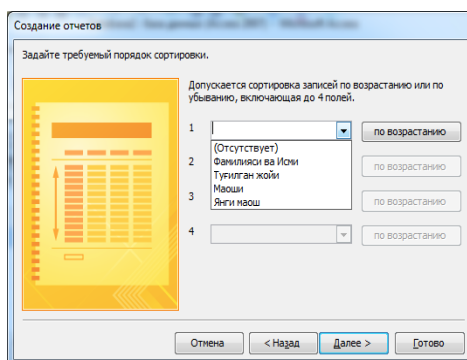 Создание отчетов
Задайте требуемый порядок сортировки.
Допускается сортировка записей по возрастанию или по
убыванию, включающая до 4 полей.
1 по возрастанию
(Отсутствует)
2 Фамилияси ва Исми по возрастанию
Туғилган жойи
Маоши
3 Янги маош по возрастанию
4 по возрастанию
Отмена < Назад Далее > Готово